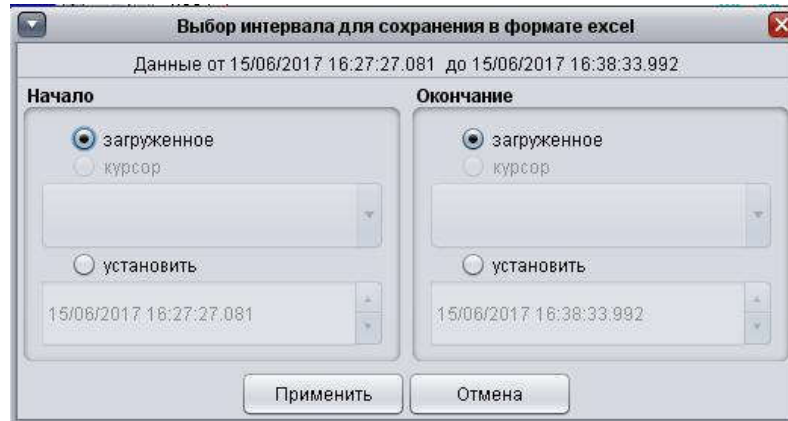 Выбор интервала для сохранения в формате excel
Данные от 15/06/2017 16:27:27.081 до 15/06/2017 16:38:33.992
Начало
загруженное
курсор
установить
15/06/2017 16:27:27.081
Окончание
загруженное
курсор
установить
15/06/2017 16:38:33.992
Применить
Отмена